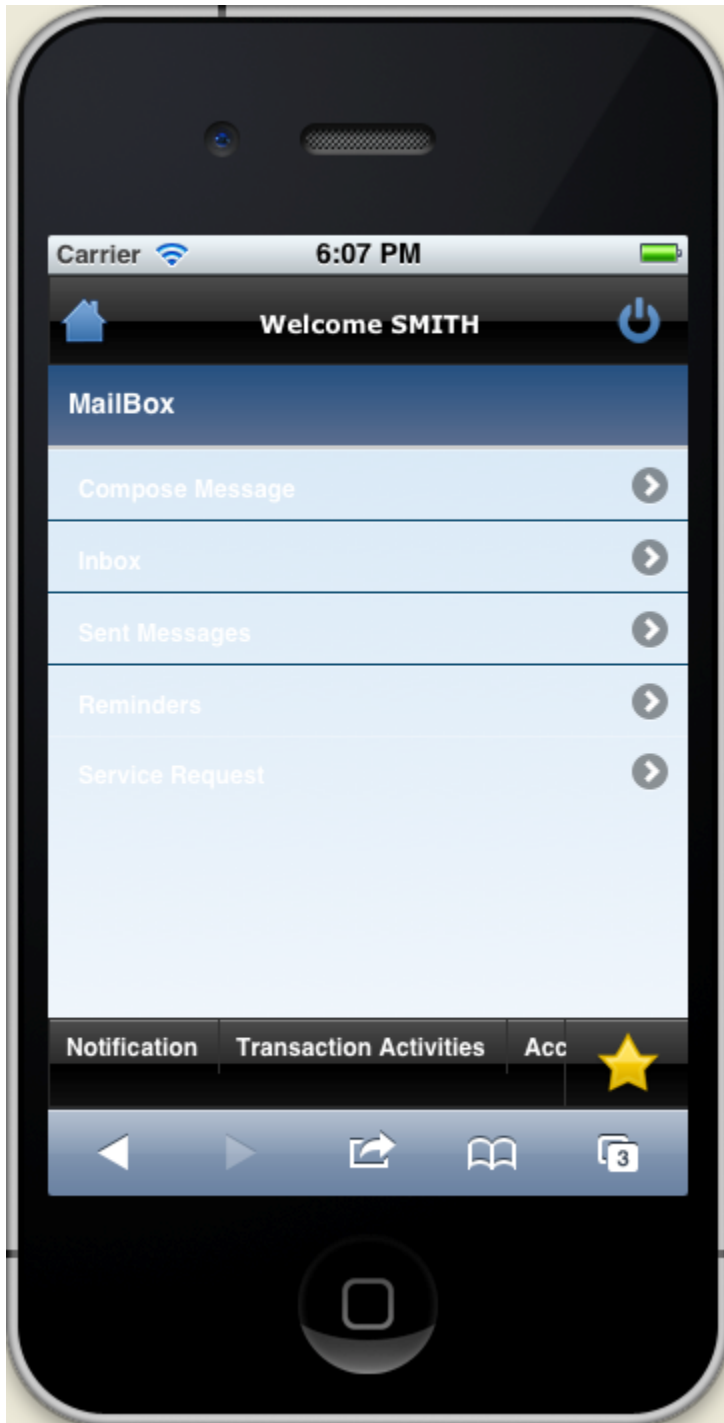 Carrier 6:07 PM
Welcome SMITH
MailBox
Compose Message
Inbox
Sent Messages
Reminders
Service Request
Notification Transaction Activities Acc
3